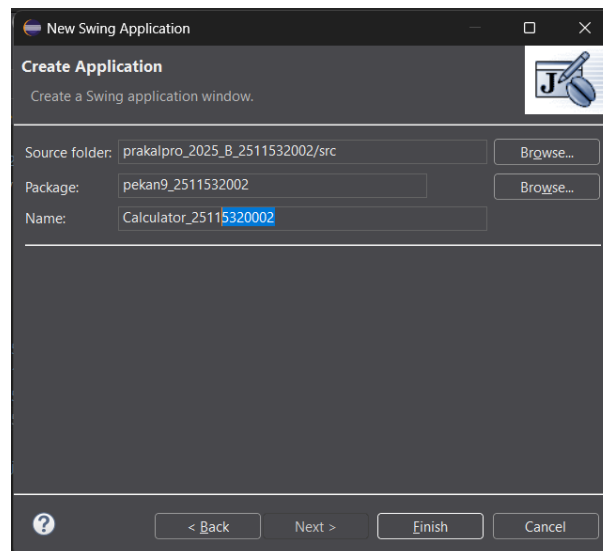 New Swing Application
Create Application
Create a Swing application window.
J
Source folder: prakalpro_2025_B_2511532002/src Browse...
Package: pekan9_2511532002 Browse...
Name: Calculator_25115320002
? < Back Next > Finish Cancel